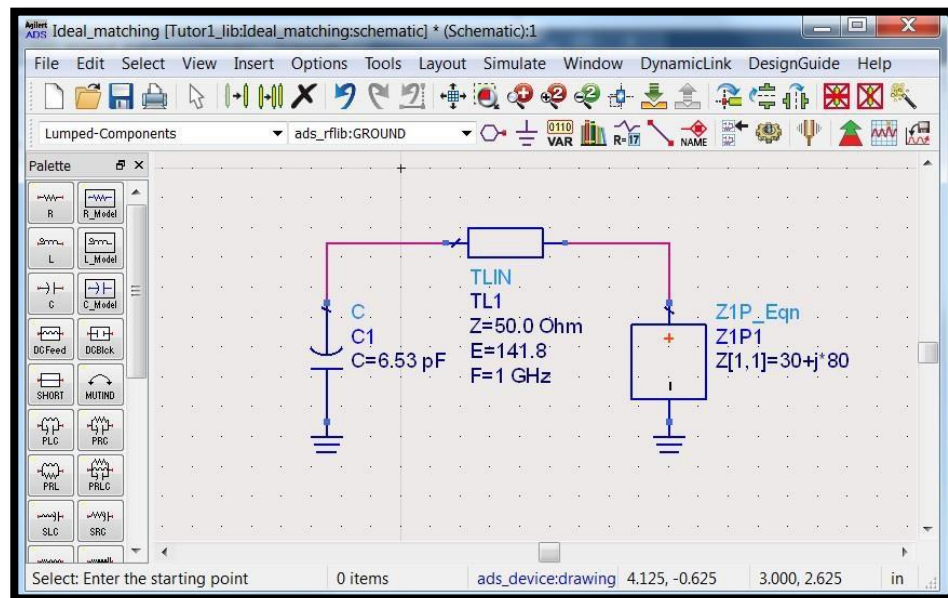 Agilent ADS Ideal_matching [Tutor1_lib:Ideal_matching:schematic] * (Schematic):1
File Edit Select View Insert Options Tools Layout Simulate Window DynamicLink DesignGuide Help
Lumped-Components ads_rflib:GROUND 0110 VAR R=17 NAME
Palette
R R_Model
L L_Model
C C_Model
DCFeed DCBlck
SHORT MUTIND
PLC PRC
PRL PRLC
SLC SRC
TLIN
TL1
Z=50.0 Ohm
E=141.8
F=1 GHz
C
C1
C=6.53 pF
Z1P_Eqn
Z1P1
Z[1,1]=30+j*80
+
-
Select: Enter the starting point 0 items ads_device:drawing 4.125, -0.625 3.000, 2.625 in